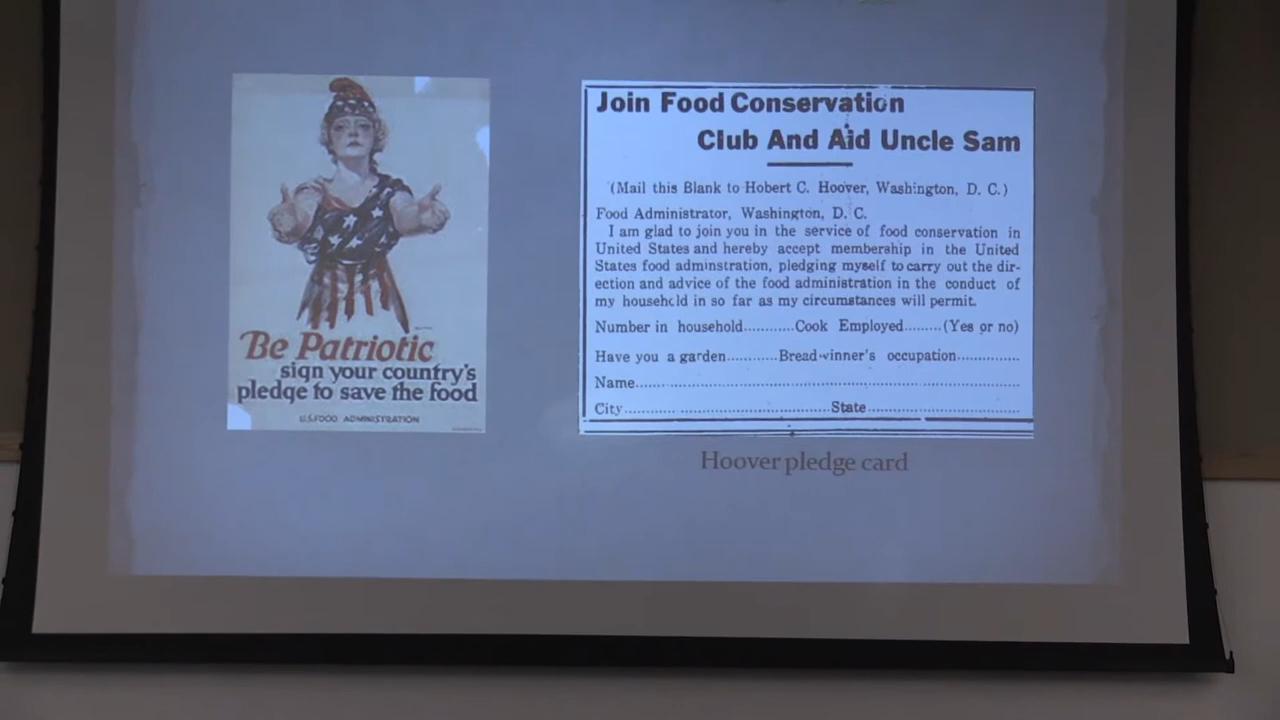 Be Patriotic
sign your country's
pledge to save the food
U.S. FOOD ADMINISTRATION
Join Food Conservation
Club And Aid Uncle Sam
(Mail this Blank to Hobert C. Hoover, Washington, D. C.)
Food Administrator, Washington, D. C.
I am glad to join you in the service of food conservation in
United States and hereby accept membership in the United
States food adminstration, pledging myself to carry out the dir-
ection and advice of the food administration in the conduct of
my household in so far as my circumstances will permit.
Number in household...........Cook Employed........(Yes or no)
Have you a garden...........Bread-winner's occupation..............
Name................................................................................
City.......... ................................State................................
Hoover pledge card